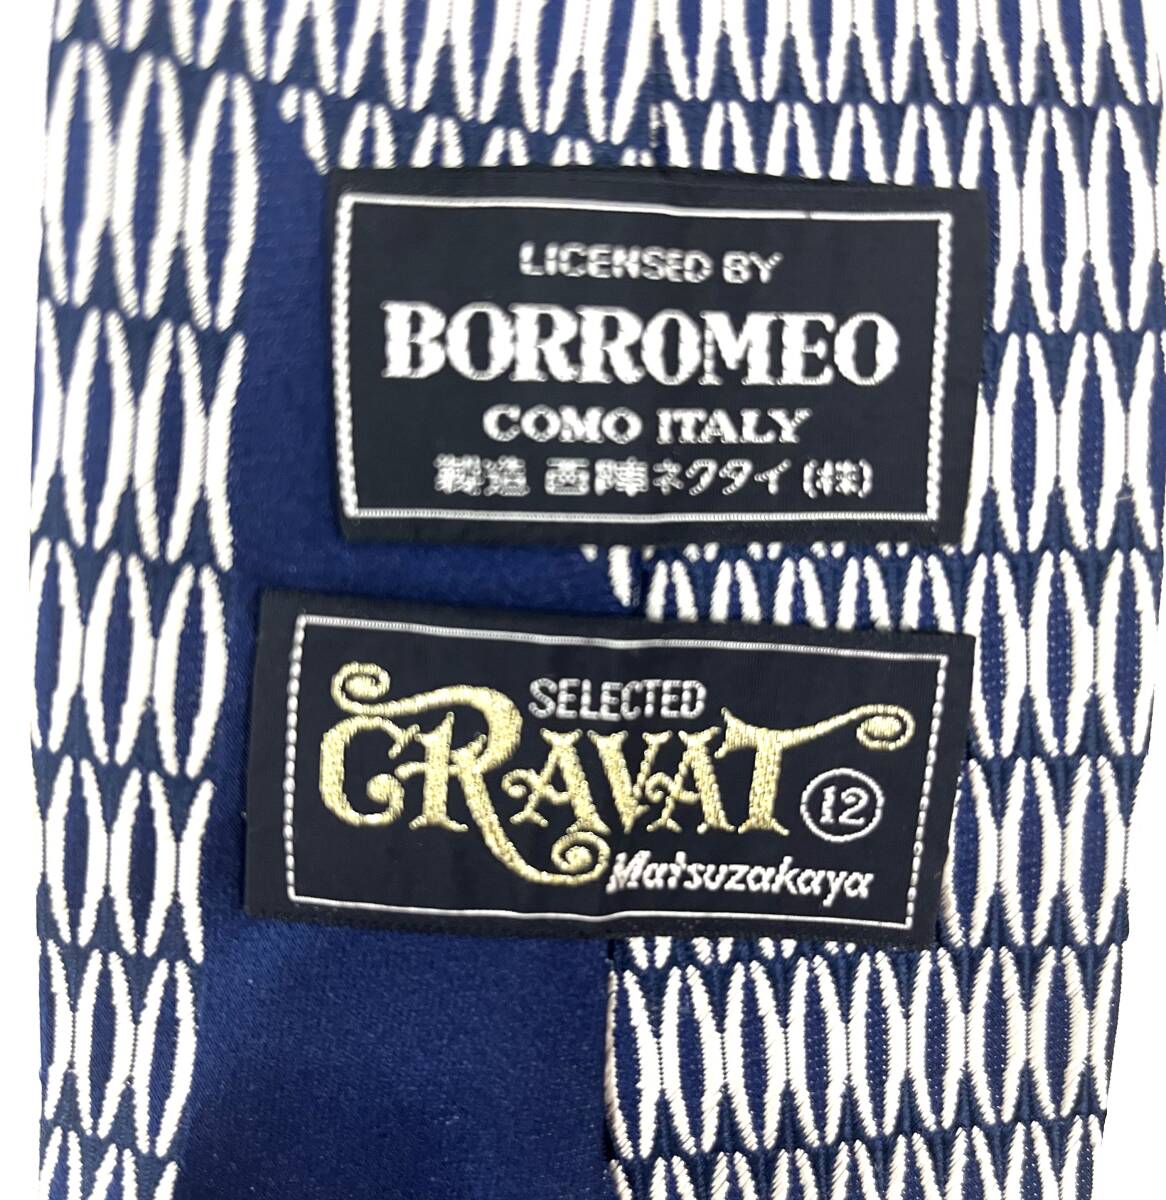 LICENSED BY
BORROMEO
COMO ITALY
製造 西陣ネクタイ(株)
SELECTED
CRAVAT 12
Matsuzakaya